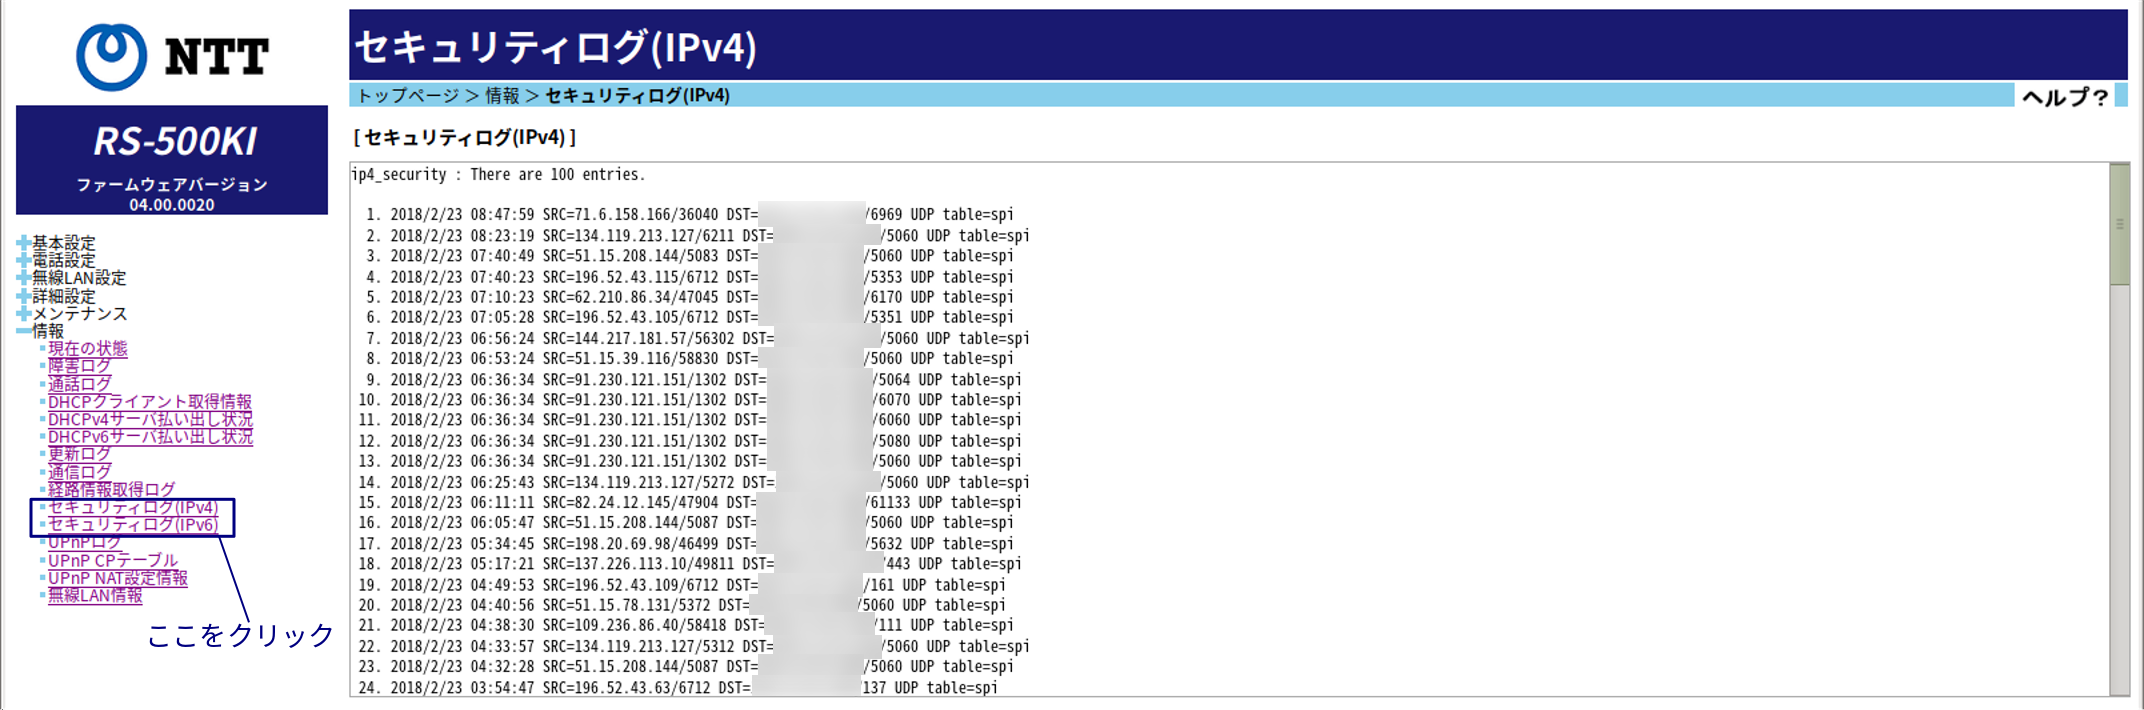 NTT
RS-500KI
ファームウェアバージョン
04.00.0020
基本設定
電話設定
無線LAN設定
詳細設定
メンテナンス
情報
現在の状態
障害ログ
通話ログ
DHCPクライアント取得情報
DHCPv4サーバ払い出し状況
DHCPv6サーバ払い出し状況
更新ログ
通信ログ
経路情報取得ログ
セキュリティログ(IPv4)
セキュリティログ(IPv6)
UPnPログ
UPnP CPテーブル
UPnP NAT設定情報
無線LAN情報
ここをクリック
セキュリティログ(IPv4)
トップページ > 情報 > セキュリティログ(IPv4)
ヘルプ?
[ セキュリティログ(IPv4) ]
ip4_security : There are 100 entries.
1. 2018/2/23 08:47:59 SRC=71.6.158.166/36040 DST= /6969 UDP table=spi
2. 2018/2/23 08:23:19 SRC=134.119.213.127/6211 DST= /5060 UDP table=spi
3. 2018/2/23 07:40:49 SRC=51.15.208.144/5083 DST= /5060 UDP table=spi
4. 2018/2/23 07:40:23 SRC=196.52.43.115/6712 DST= /5353 UDP table=spi
5. 2018/2/23 07:10:23 SRC=62.210.86.34/47045 DST= /6170 UDP table=spi
6. 2018/2/23 07:05:28 SRC=196.52.43.105/6712 DST= /5351 UDP table=spi
7. 2018/2/23 06:56:24 SRC=144.217.181.57/56302 DST= /5060 UDP table=spi
8. 2018/2/23 06:53:24 SRC=51.15.39.116/58830 DST= /5060 UDP table=spi
9. 2018/2/23 06:36:34 SRC=91.230.121.151/1302 DST= /5064 UDP table=spi
10. 2018/2/23 06:36:34 SRC=91.230.121.151/1302 DST= /6070 UDP table=spi
11. 2018/2/23 06:36:34 SRC=91.230.121.151/1302 DST= /6060 UDP table=spi
12. 2018/2/23 06:36:34 SRC=91.230.121.151/1302 DST= /5080 UDP table=spi
13. 2018/2/23 06:36:34 SRC=91.230.121.151/1302 DST= /5060 UDP table=spi
14. 2018/2/23 06:25:43 SRC=134.119.213.127/5272 DST= /5060 UDP table=spi
15. 2018/2/23 06:11:11 SRC=82.24.12.145/47904 DST= /61133 UDP table=spi
16. 2018/2/23 06:05:47 SRC=51.15.208.144/5087 DST= /5060 UDP table=spi
17. 2018/2/23 05:34:45 SRC=198.20.69.98/46499 DST= /5632 UDP table=spi
18. 2018/2/23 05:17:21 SRC=137.226.113.10/49811 DST= /443 UDP table=spi
19. 2018/2/23 04:49:53 SRC=196.52.43.109/6712 DST= /161 UDP table=spi
20. 2018/2/23 04:40:56 SRC=51.15.78.131/5372 DST= /5060 UDP table=spi
21. 2018/2/23 04:38:30 SRC=109.236.86.40/58418 DST= /111 UDP table=spi
22. 2018/2/23 04:33:57 SRC=134.119.213.127/5312 DST= /5060 UDP table=spi
23. 2018/2/23 04:32:28 SRC=51.15.208.144/5087 DST= /5060 UDP table=spi
24. 2018/2/23 03:54:47 SRC=196.52.43.63/6712 DST= 137 UDP table=spi